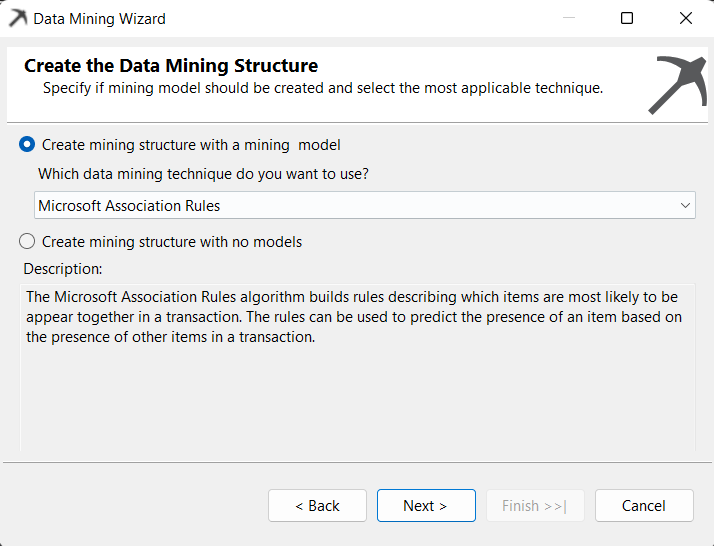 Data Mining Wizard
Create the Data Mining Structure
Specify if mining model should be created and select the most applicable technique.
Create mining structure with a mining  model
Which data mining technique do you want to use?
Microsoft Association Rules
Create mining structure with no models
Description:
The Microsoft Association Rules algorithm builds rules describing which items are most likely to be
appear together in a transaction. The rules can be used to predict the presence of an item based on
the presence of other items in a transaction.
< Back
Next >
Finish >>|
Cancel